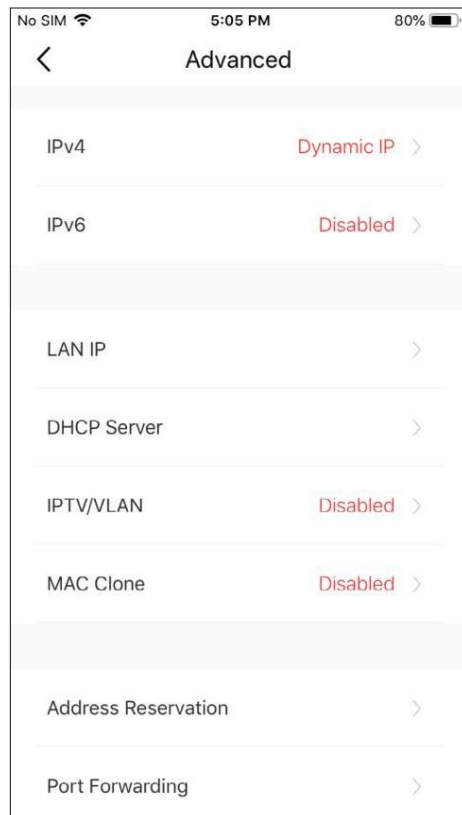 No SIM 5:05 PM 80%
Advanced
IPv4 Dynamic IP
IPv6 Disabled
LAN IP
DHCP Server
IPTV/VLAN Disabled
MAC Clone Disabled
Address Reservation
Port Forwarding